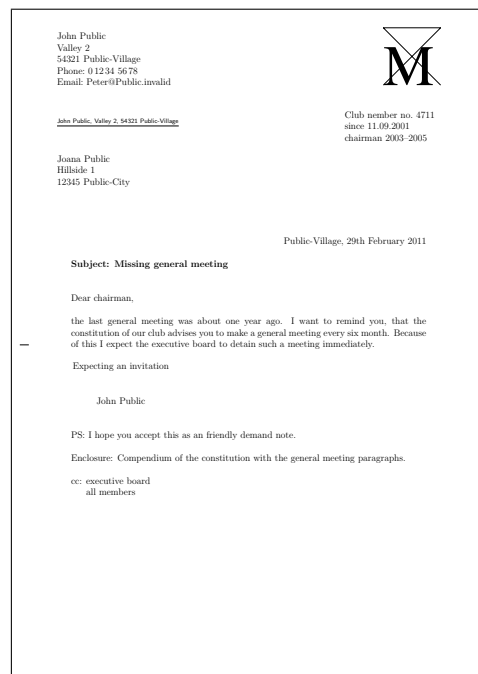 John Public
Valley 2
54321 Public-Village
Phone: 0 12 34 56 78
Email: Peter@Public.invalid
M
John Public, Valley 2, 54321 Public-Village
Club nember no. 4711
since 11.09.2001
chairman 2003–2005
Joana Public
Hillside 1
12345 Public-City
Public-Village, 29th February 2011
Subject: Missing general meeting
Dear chairman,
the last general meeting was about one year ago. I want to remind you, that the
constitution of our club advises you to make a general meeting every six month. Because
of this I expect the executive board to detain such a meeting immediately.
Expecting an invitation
John Public
PS: I hope you accept this as an friendly demand note.
Enclosure: Compendium of the constitution with the general meeting paragraphs.
cc: executive board
all members